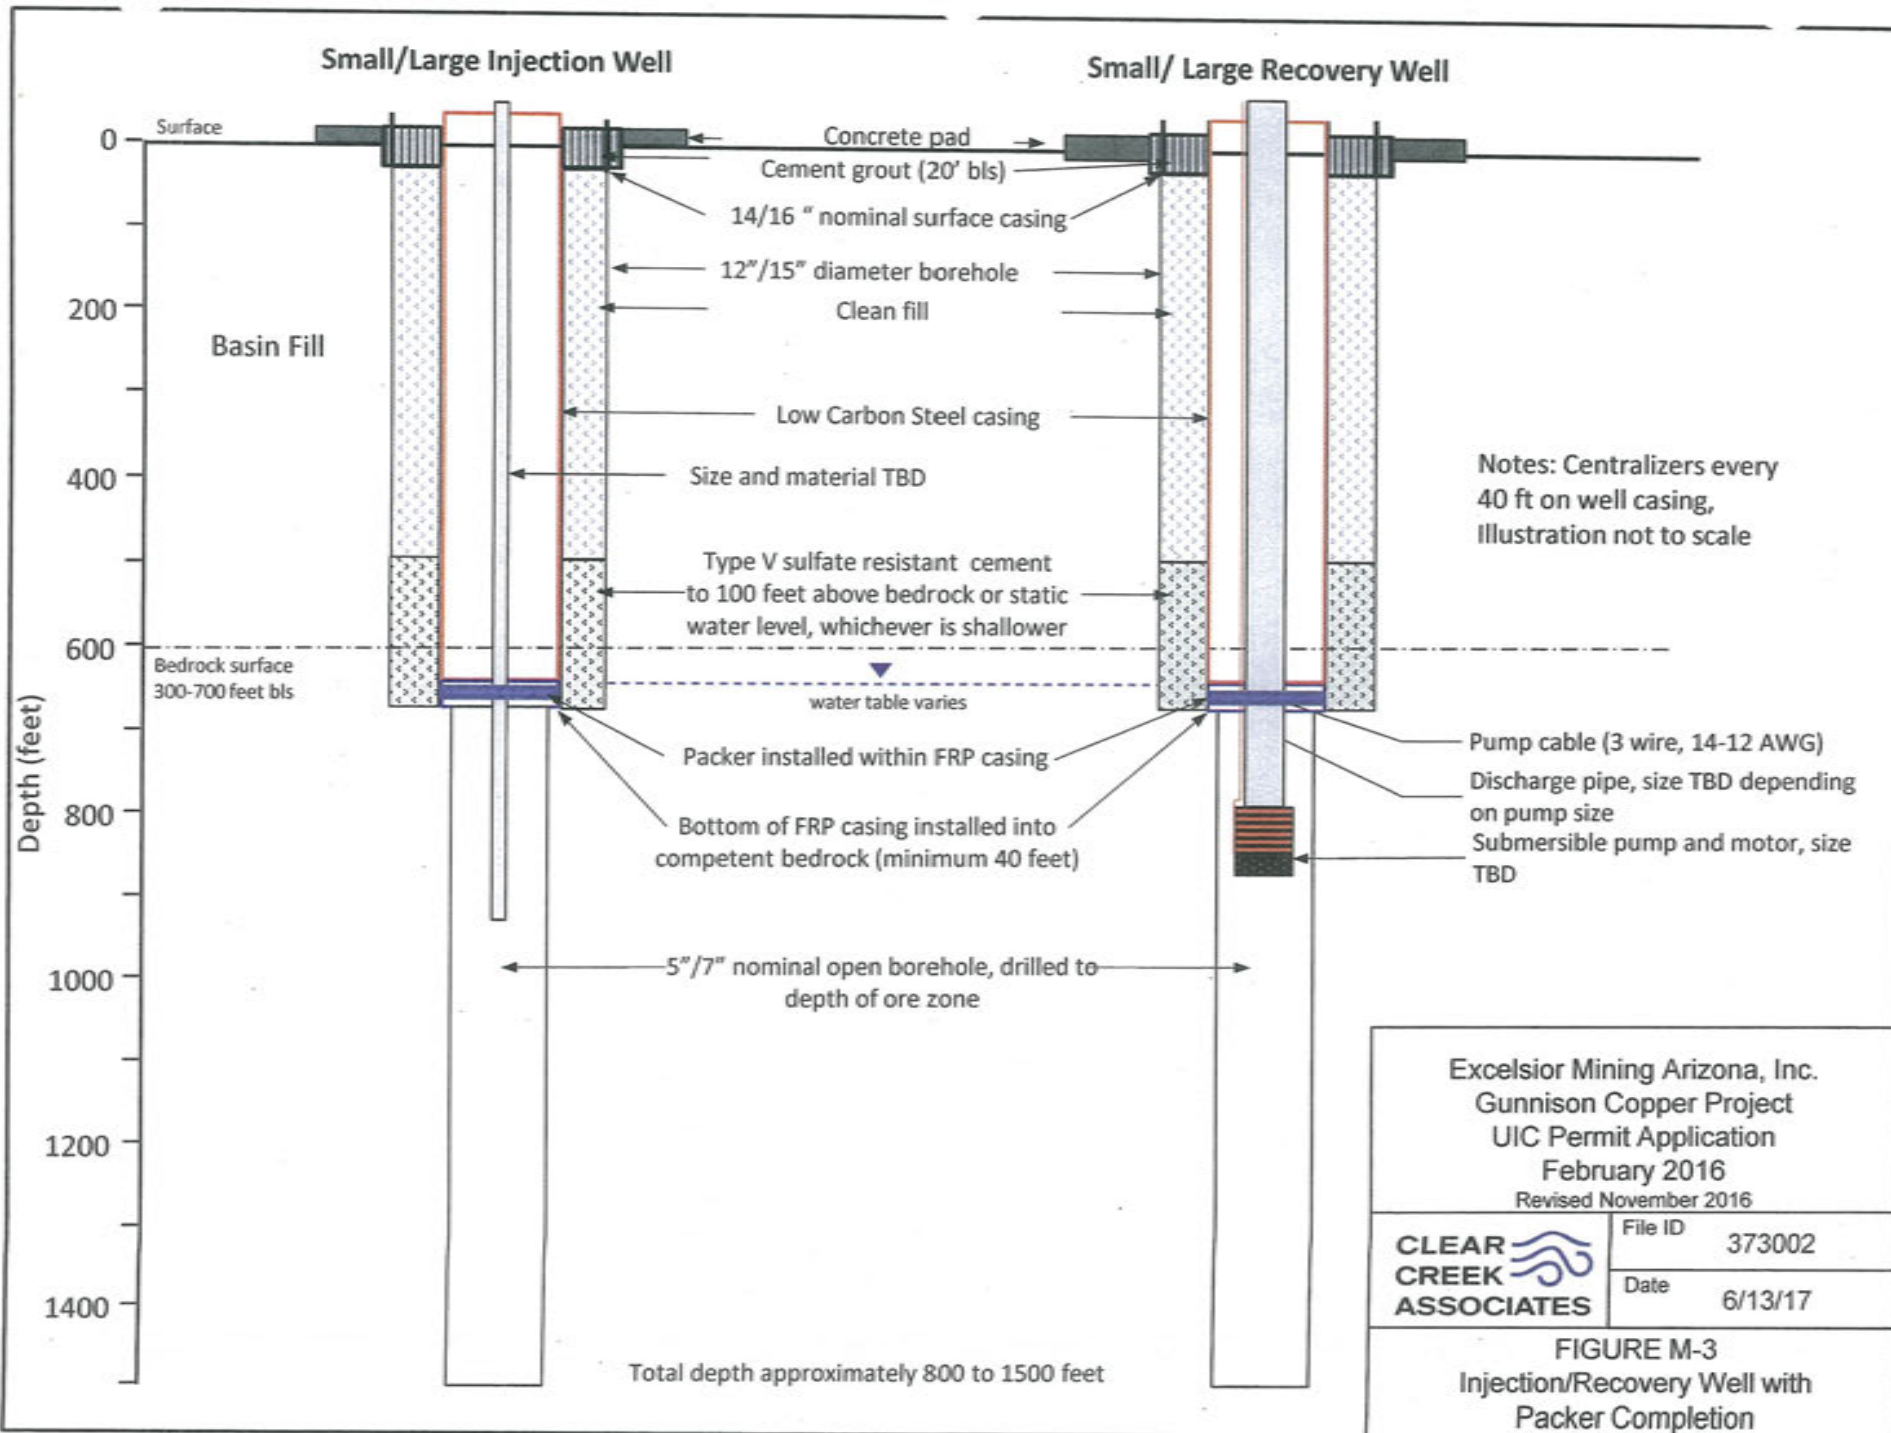 Small/Large Injection Well
Small/ Large Recovery Well
Surface
Concrete pad
Cement grout (20' bls)
14/16 “ nominal surface casing
12”/15” diameter borehole
Clean fill
Basin Fill
Low Carbon Steel casing
Size and material TBD
Notes: Centralizers every
40 ft on well casing,
Illustration not to scale
Type V sulfate resistant cement
to 100 feet above bedrock or static
water level, whichever is shallower
Bedrock surface
300-700 feet bls
water table varies
Packer installed within FRP casing
Pump cable (3 wire, 14-12 AWG)
Discharge pipe, size TBD depending
on pump size
Submersible pump and motor, size
TBD
Bottom of FRP casing installed into
competent bedrock (minimum 40 feet)
5”/7” nominal open borehole, drilled to
depth of ore zone
Total depth approximately 800 to 1500 feet
Depth (feet)
0
200
400
600
800
1000
1200
1400
Excelsior Mining Arizona, Inc.
Gunnison Copper Project
UIC Permit Application
February 2016
Revised November 2016
CLEAR
CREEK
ASSOCIATES
File ID 373002
Date 6/13/17
FIGURE M-3
Injection/Recovery Well with
Packer Completion